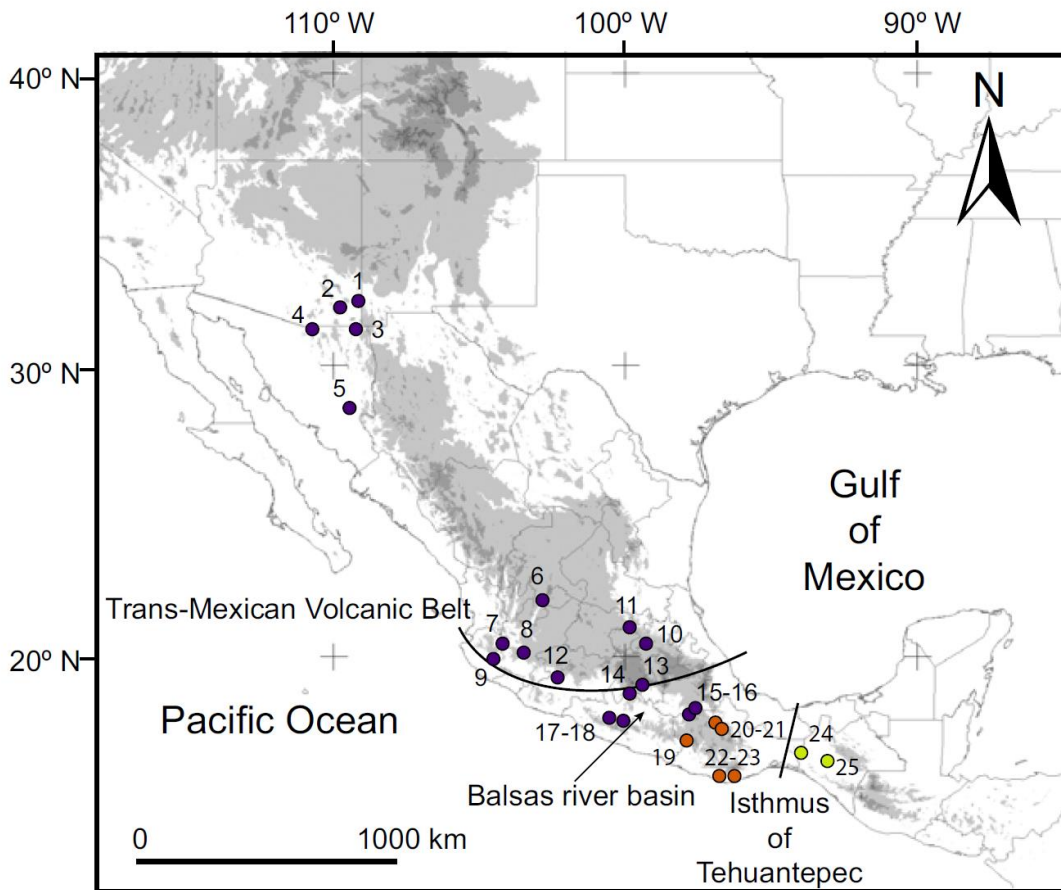 110º W
100º W
90º W
40º N
N
1
2
4
3
30º N
5
Gulf
of
Mexico
6
Trans-Mexican Volcanic Belt
11
7
8
10
20º N
12
13
9
14
15-16
Pacific Ocean
17-18
20-21
24
19
22-23
25
Balsas river basin
Isthmus
of
Tehuantepec
0
1000 km